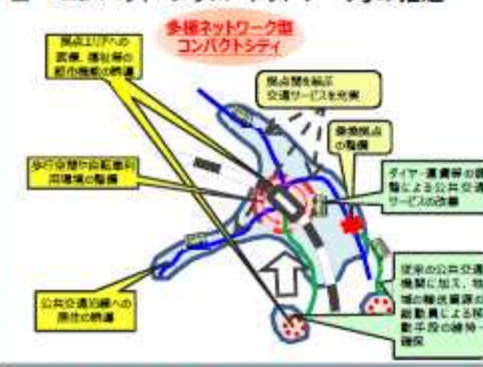 多極ネットワーク型
コンパクトシティ
拠点エリアへの
医療、福祉等の
都市機能の誘導
拠点間を結ぶ
交通サービスを充実
乗換拠点
の整備
歩行空間や自転車利
用環境の整備
ダイヤ・運賃等の調
整による公共交通
サービスの改善
公共交通沿線への
居住の誘導
従来の公共交通
機関に加え、地
域の輸送資源の
総動員による移
動手段の維持・
確保